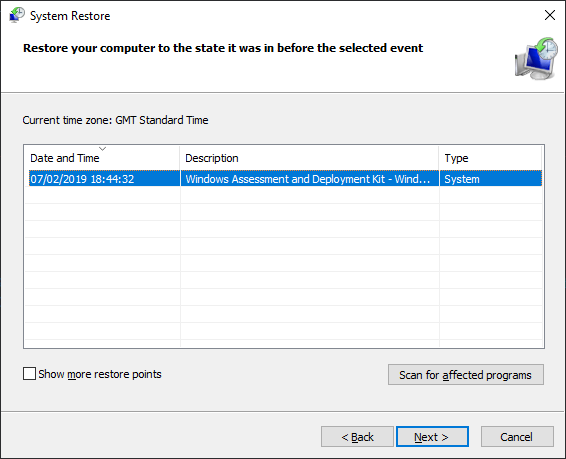 System Restore
Restore your computer to the state it was in before the selected event
Current time zone: GMT Standard Time
Date and Time Description Type
07/02/2019 18:44:32 Windows Assessment and Deployment Kit - Wind... System
Show more restore points Scan for affected programs
< Back Next > Cancel